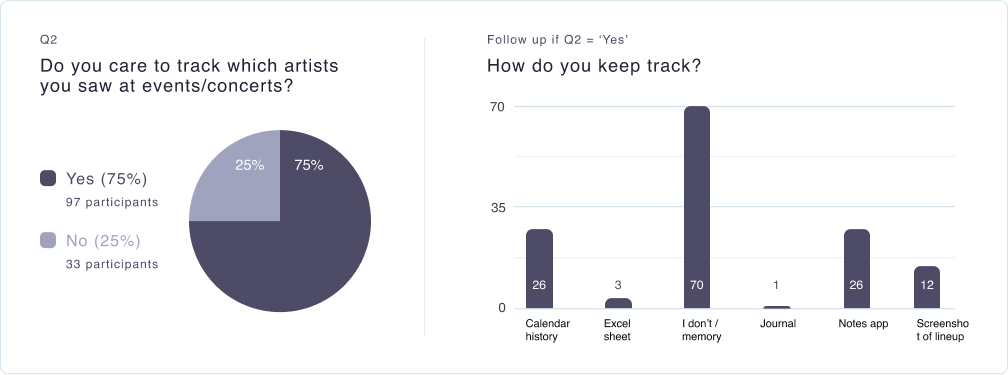 Q2
Do you care to track which artists
you saw at events/concerts?
Yes (75%)
97 participants
No (25%)
33 participants
25%
75%
Follow up if Q2 = ‘Yes’
How do you keep track?
70
35
0
26
3
70
1
26
12
Calendar
history
Excel
sheet
I don’t /
memory
Journal
Notes app
Screensho
t of lineup